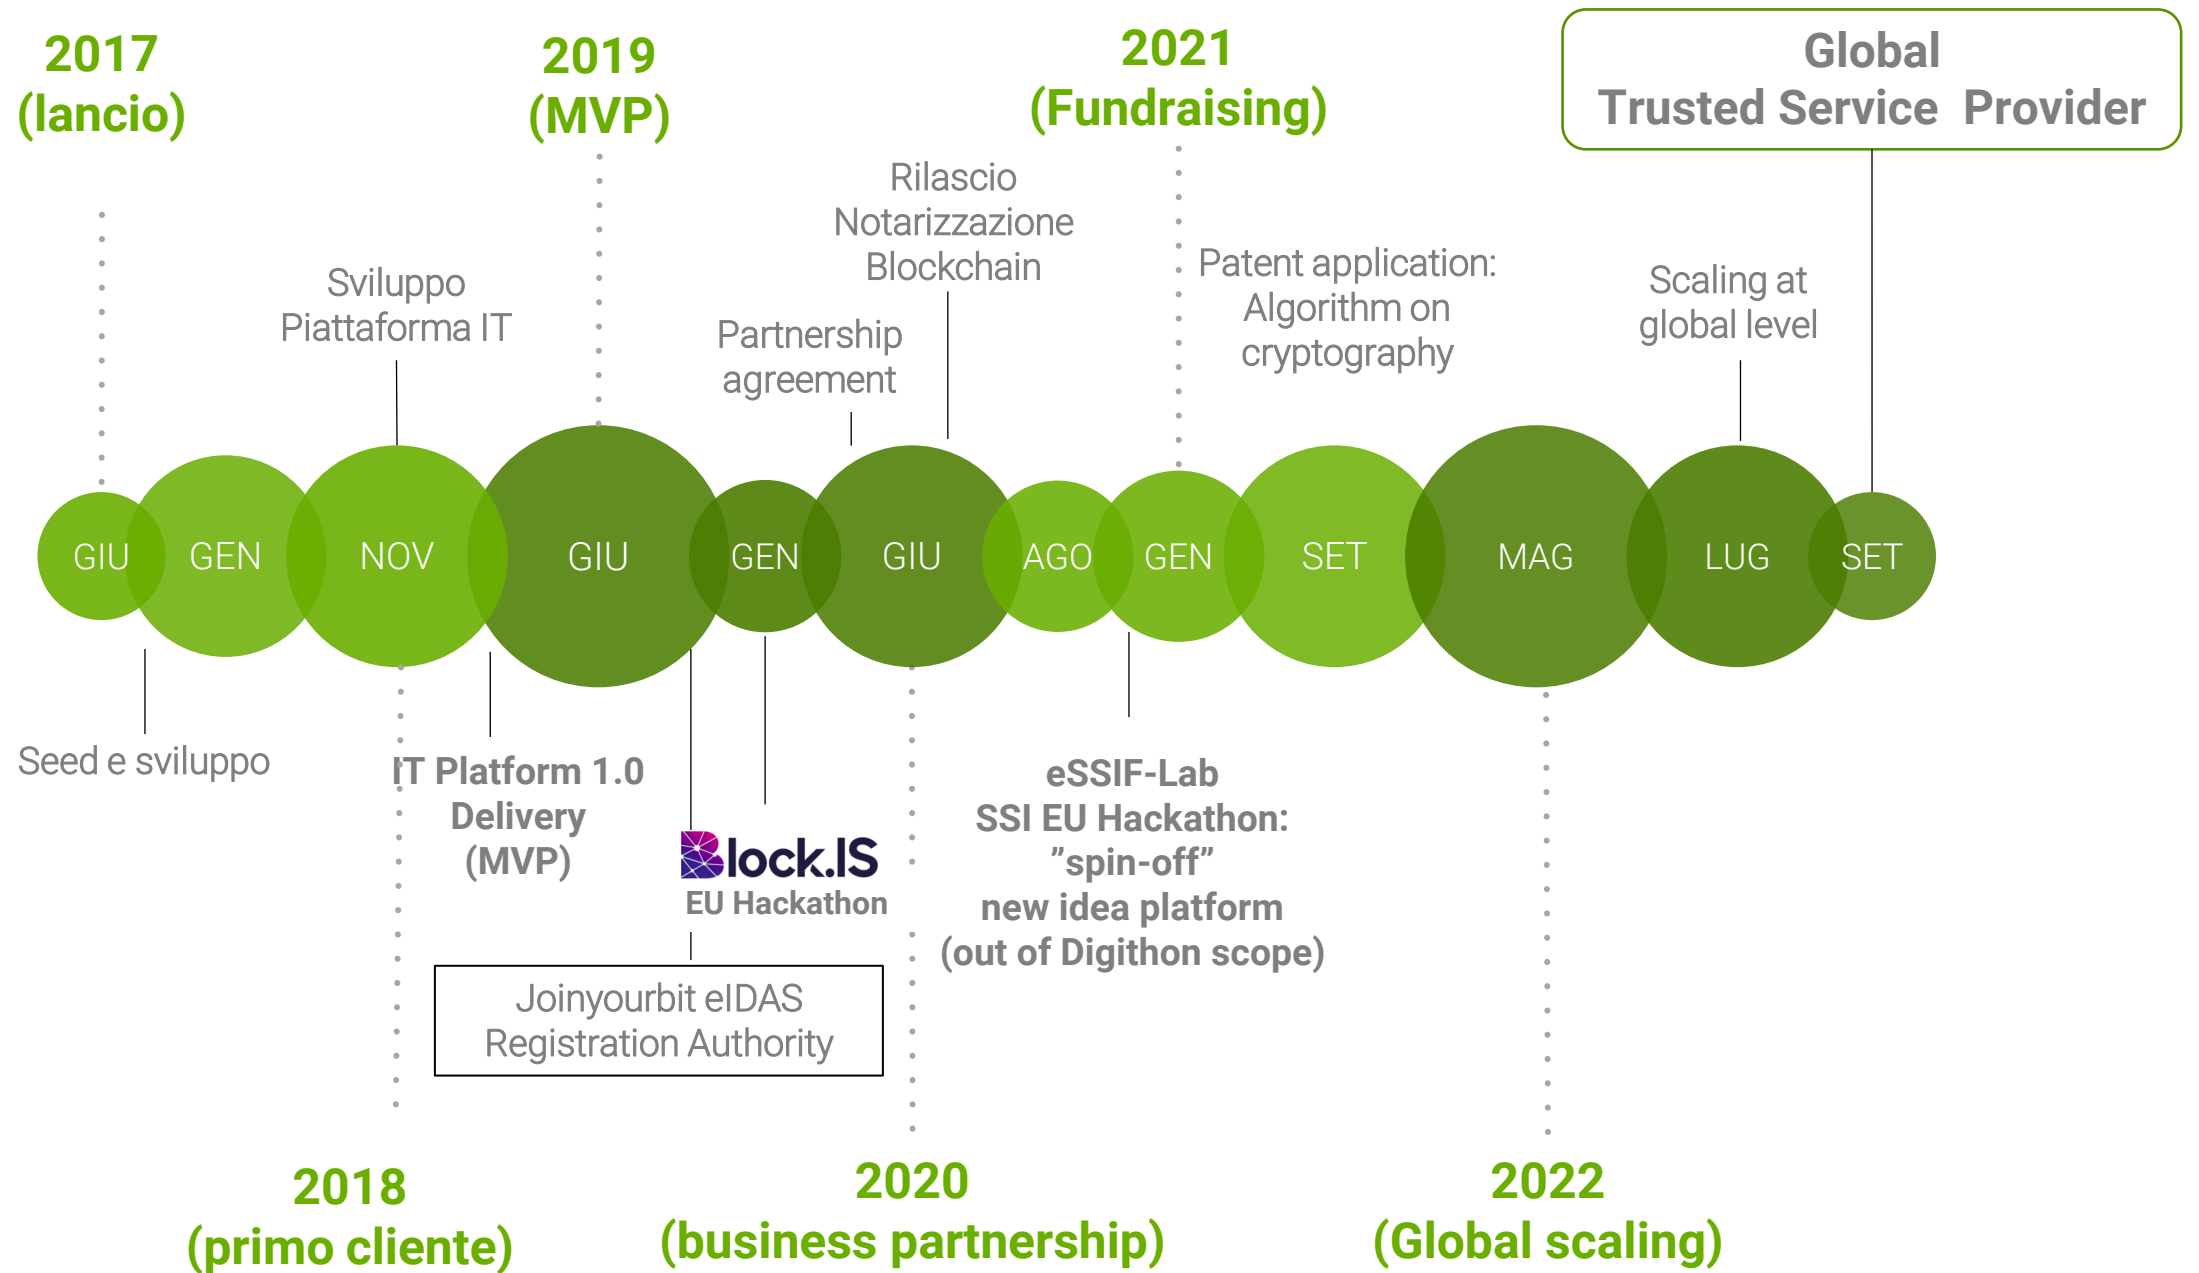 2017
(lancio)
2019
(MVP)
2021
(Fundraising)
Global
Trusted Service  Provider
Rilascio
Notarizzazione
Blockchain
Sviluppo
Piattaforma IT
Partnership
agreement
Patent application:
Algorithm on
cryptography
Scaling at
global level
GIU
GEN
NOV
GIU
GEN
GIU
AGO
GEN
SET
MAG
LUG
SET
Seed e sviluppo
IT Platform 1.0
Delivery
(MVP)
Block.IS
EU Hackathon
eSSIF-Lab
SSI EU Hackathon:
”spin-off”
new idea platform
(out of Digithon scope)
Joinyourbit eIDAS
Registration Authority
2018
(primo cliente)
2020
(business partnership)
2022
(Global scaling)